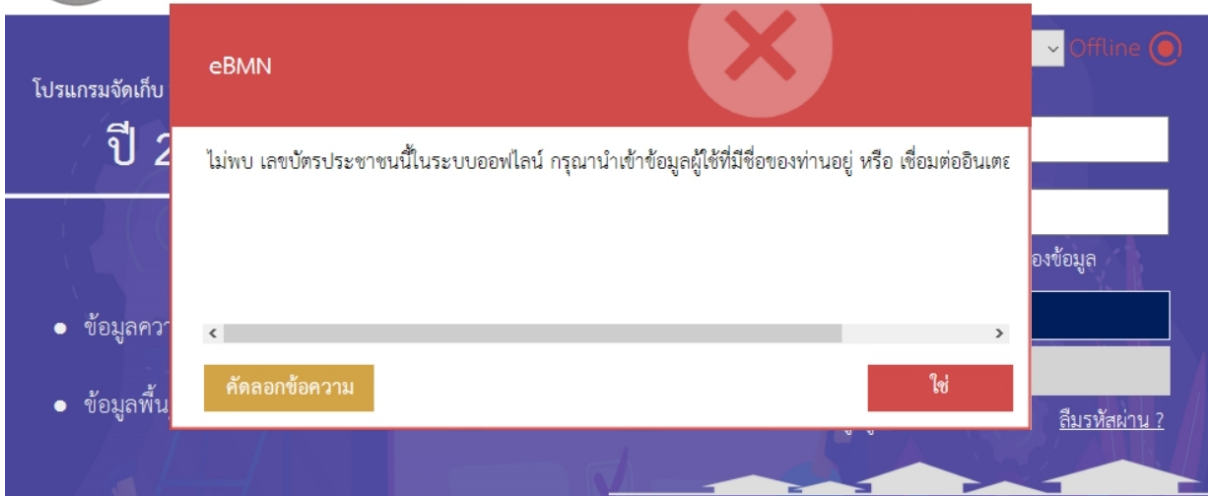 eBMN
Offline
โปรแกรมจัดเก็บ
ปี 2
ไม่พบ เลขบัตรประชาชนนี้ในระบบออฟไลน์ กรุณานำเข้าข้อมูลผู้ใช้ที่มีชื่อของท่านอยู่ หรือ เชื่อมต่ออินเตอ
องข้อมูล
ข้อมูลควา
คัดลอกข้อความ
ใช่
ข้อมูลพื้น
ลืมรหัสผ่าน ?